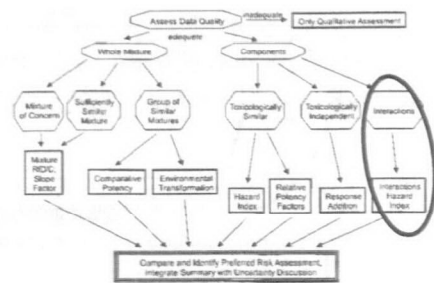 Assess Data Quality
inadequate
Only Qualitative Assessment
adequate
Whole Mixture
Components
Mixture
of Concern
Sufficiently
Similar
Mixture
Group of
Similar
Mixtures
Toxicologically
Similar
Toxicologically
Independent
Interactions
Mixture
RfD/C,
Slope
Factor
Comparative
Potency
Environmental
Transformation
Hazard
Index
Relative
Potency
Factors
Response
Addition
Interactions
Hazard
Index
Compare and Identify Preferred Risk Assessment,
Integrate Summary with Uncertainty Discussion